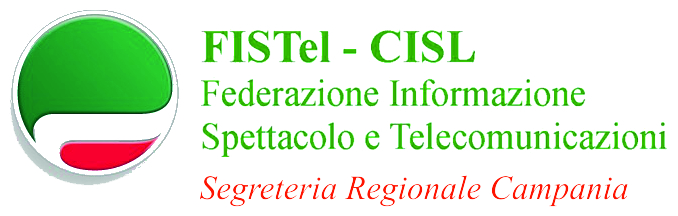 FISTel - CISL
Federazione Informazione
Spettacolo e Telecomunicazioni
Segreteria Regionale Campania